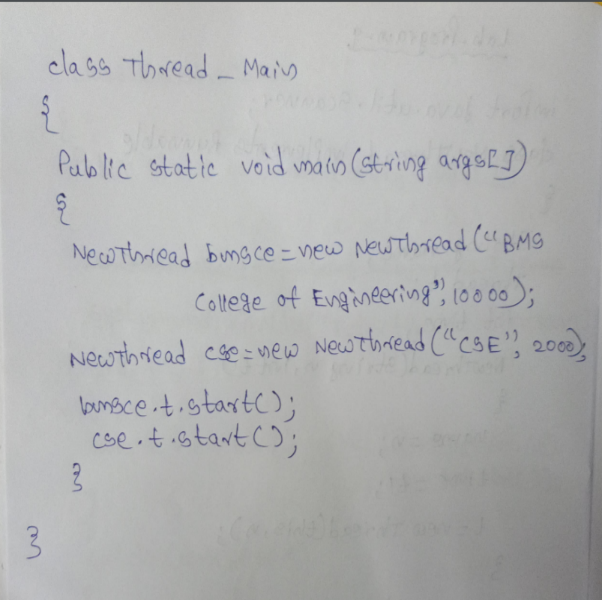 class Thread_Main
{
Public static void main(string args[])
{
NewThread bmsce=new NewThread("BMS
College of Engineering", 10000);
NewThread cse=new NewThread("CSE", 2000);
bmsce.t.start();
cse.t.start();
}
}